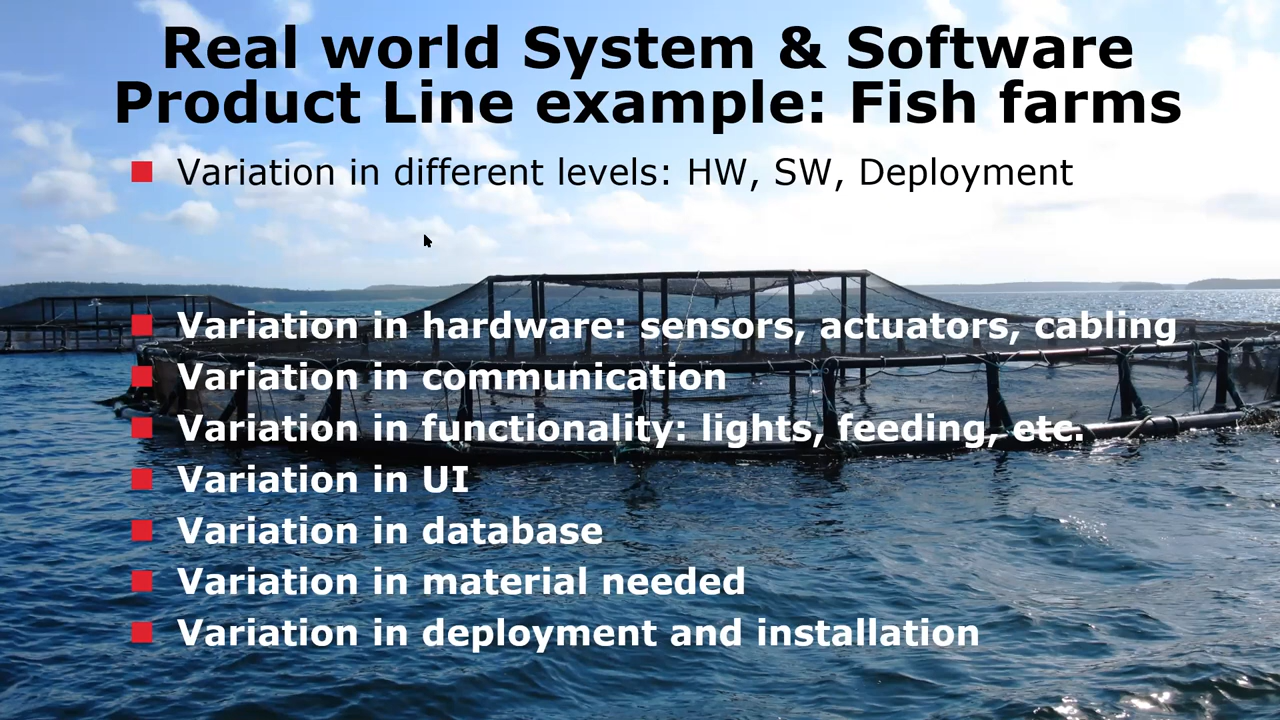 Real world System & Software
Product Line example: Fish farms
Variation in different levels: HW, SW, Deployment
Variation in hardware: sensors, actuators, cabling
Variation in communication
Variation in functionality: lights, feeding, etc.
Variation in UI
Variation in database
Variation in material needed
Variation in deployment and installation